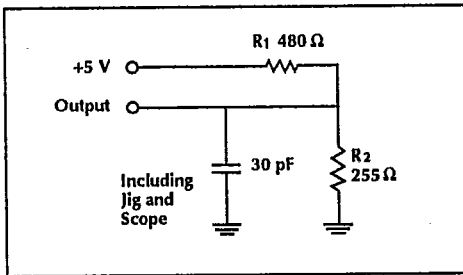 R1 480 Ω
+5 V
Output
30 pF
R2
255 Ω
Including
Jig and
Scope